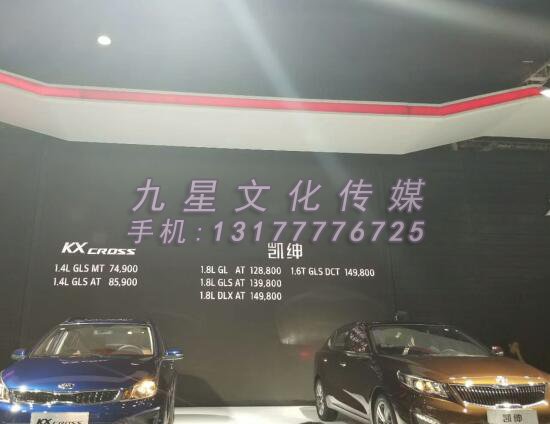 九星文化传媒
手机:13177776725
KX CROSS
1.4L GLS MT 74,900
1.4L GLS AT 85,900
凯绅
1.8L GL AT 128,800 1.6T GLS DCT 149,800
1.8L GLS AT 139,800
1.8L DLX AT 149,800
KX CROSS
凯绅